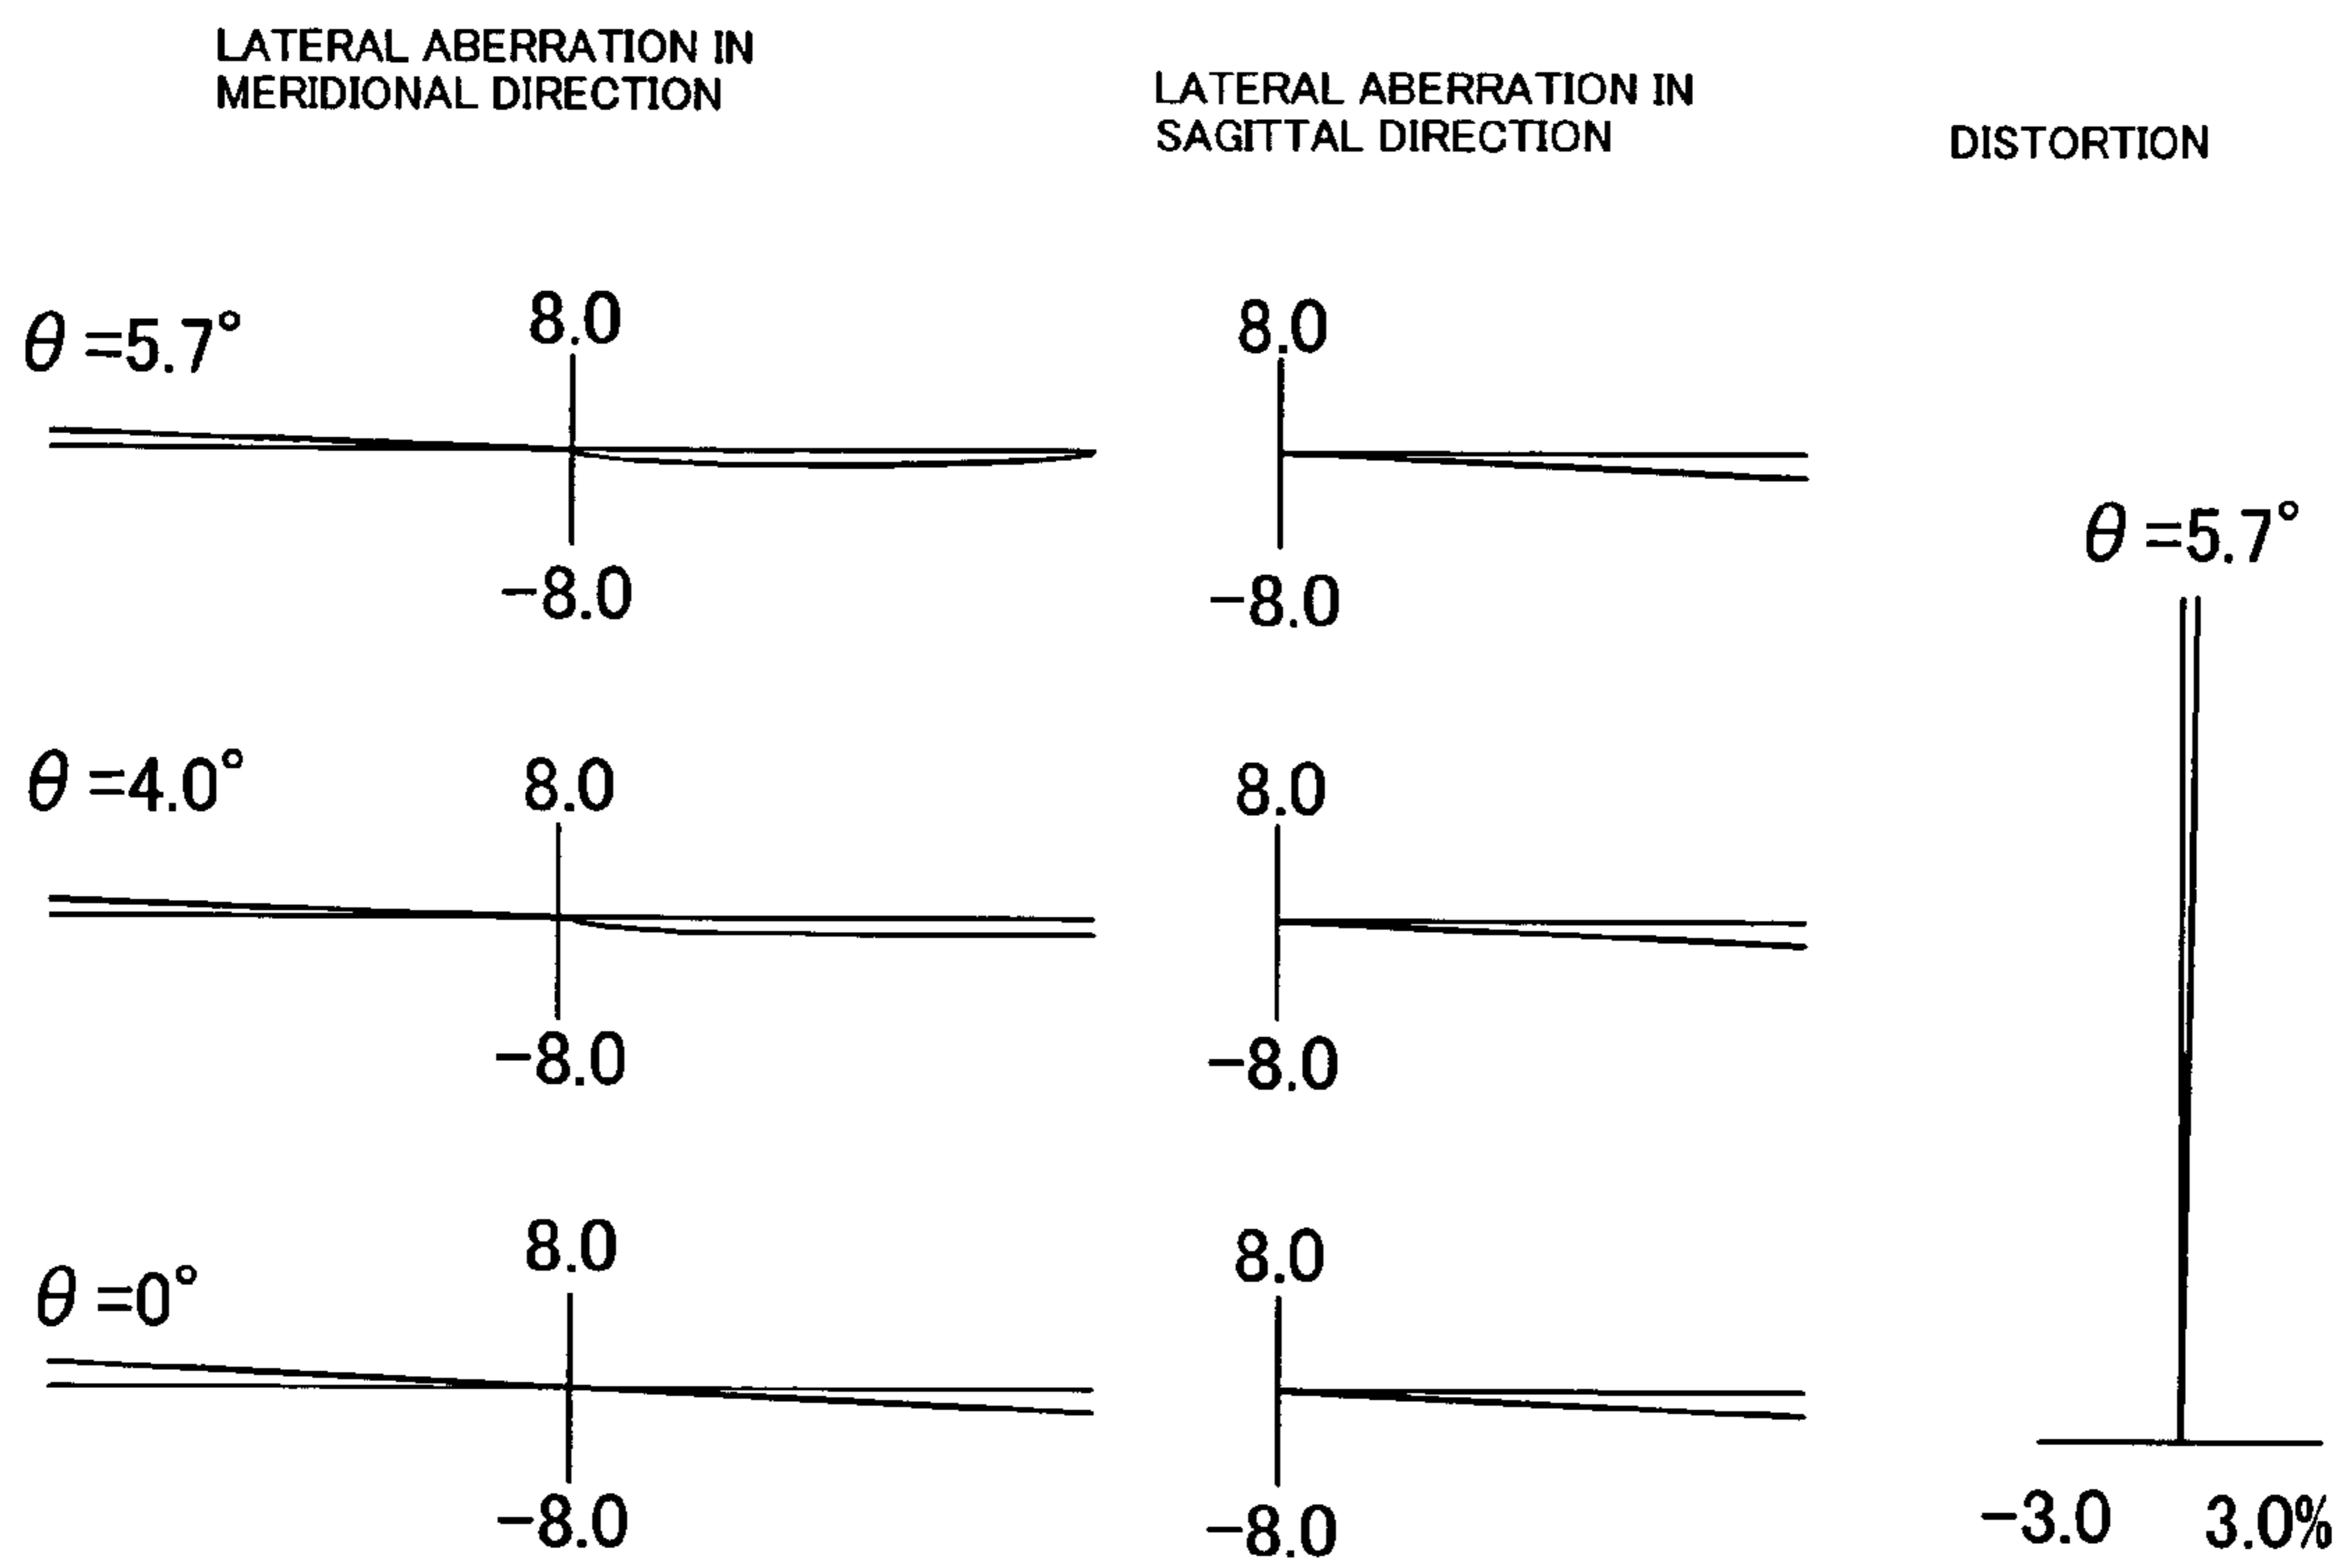 LATERAL ABERRATION IN
MERIDIONAL DIRECTION
LATERAL ABERRATION IN
SAGITTAL DIRECTION
DISTORTION
θ=5.7°
8.0
-8.0
8.0
-8.0
θ=5.7°
θ=4.0°
8.0
-8.0
8.0
-8.0
θ=0°
8.0
-8.0
8.0
-8.0
-3.0 3.0%